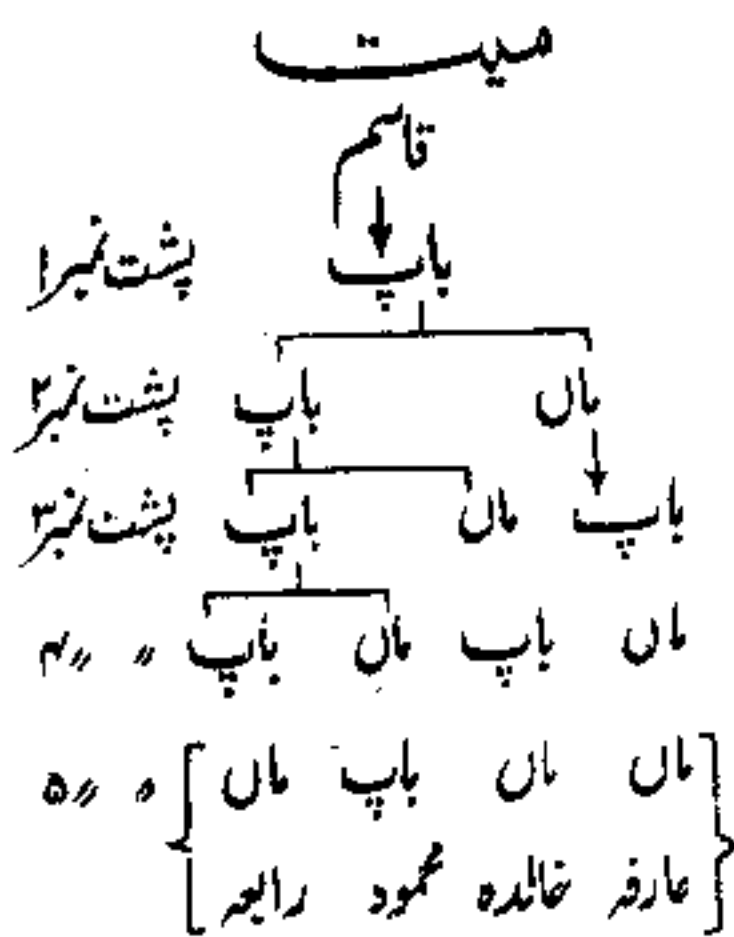 میت
قاسم
باپ پشت نمبر۱
ماں باپ پشت نمبر۲
باپ ماں باپ پشت نمبر۳
ماں باپ ماں باپ 〃 〃 ۴
ماں ماں باپ ماں 〃 〃 ۵
عارفہ خالدہ محمود رابعہ